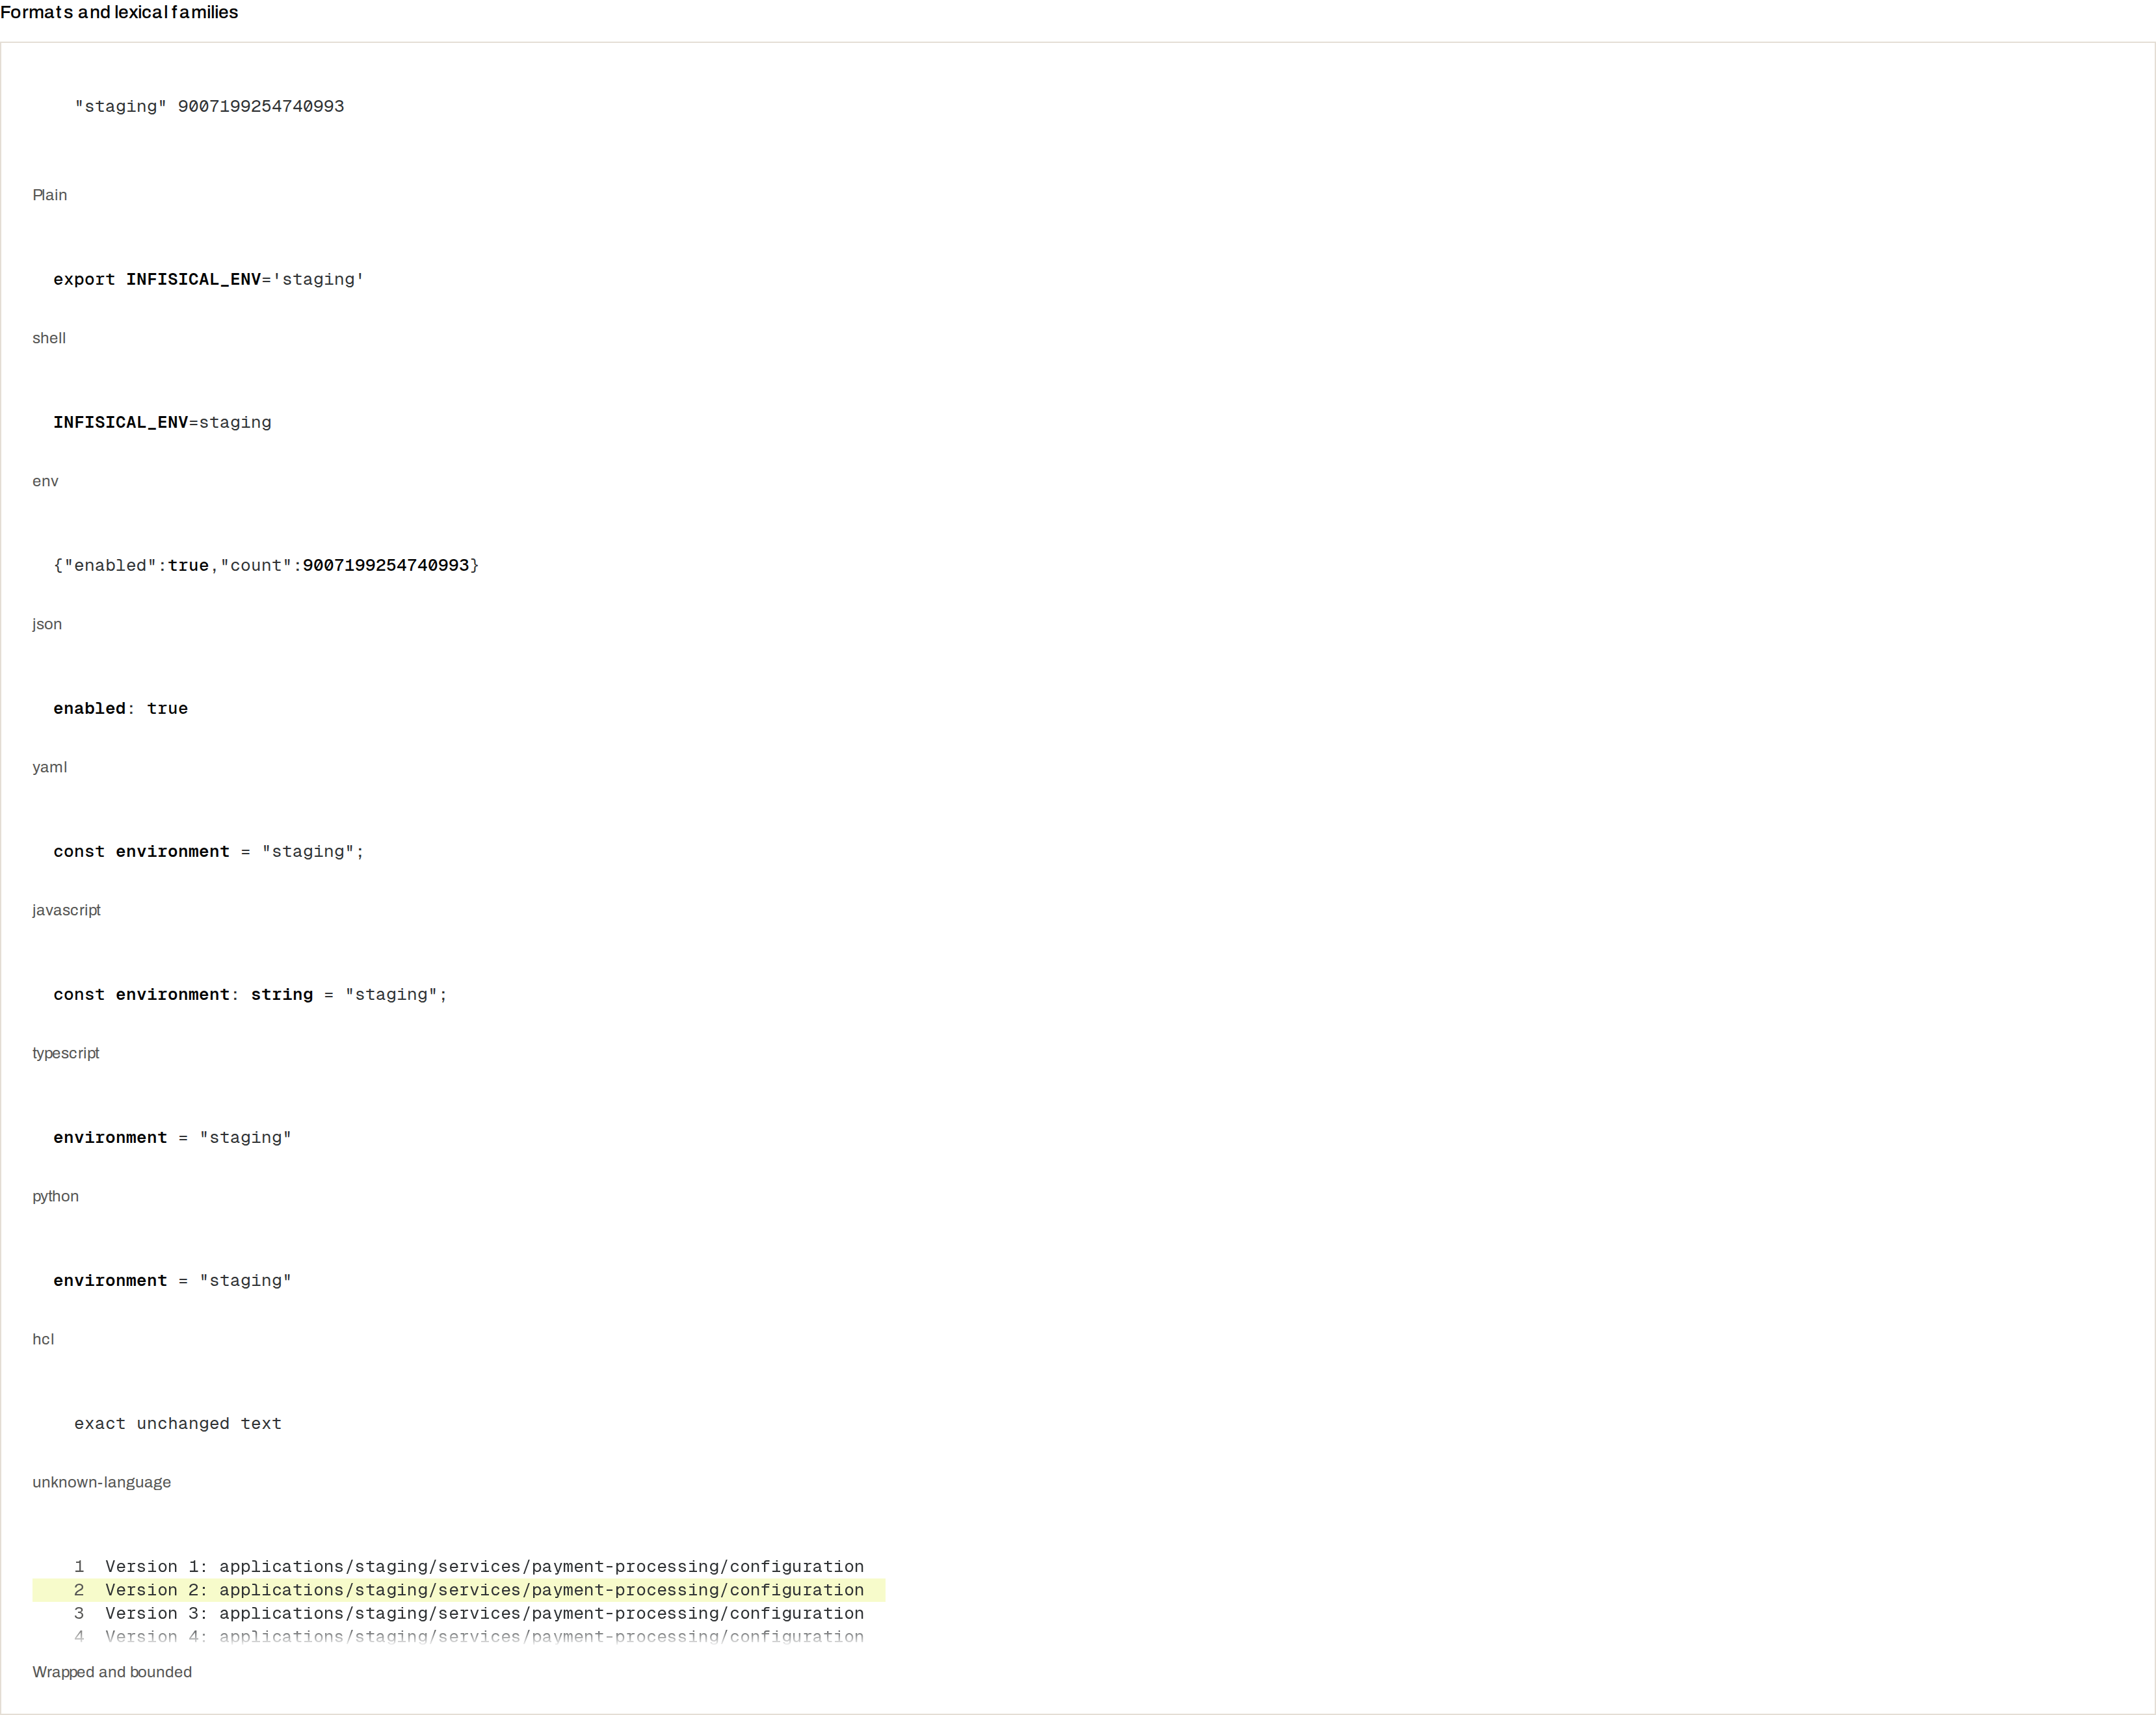 Formats and lexical families
"staging" 9007199254740993
Plain
export INFISICAL_ENV='staging'
shell
INFISICAL_ENV=staging
env
{"enabled":true,"count":9007199254740993}
json
enabled: true
yaml
const environment = "staging";
javascript
const environment: string = "staging";
typescript
environment = "staging"
python
environment = "staging"
hcl
exact unchanged text
unknown-language
1 Version 1: applications/staging/services/payment-processing/configuration
2 Version 2: applications/staging/services/payment-processing/configuration
3 Version 3: applications/staging/services/payment-processing/configuration
4 Version 4: applications/staging/services/payment-processing/configuration
Wrapped and bounded